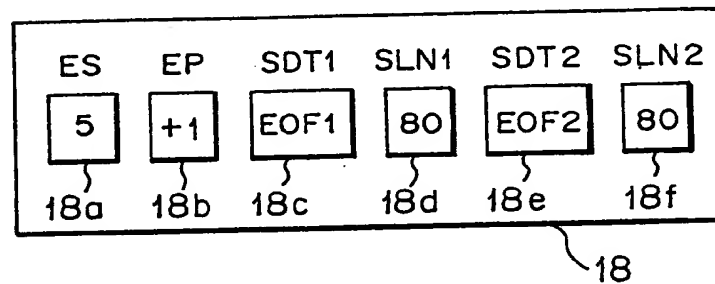 ES EP SDT1 SLN1 SDT2 SLN2
5 +1 EOF1 80 EOF2 80
18a 18b 18c 18d 18e 18f
18